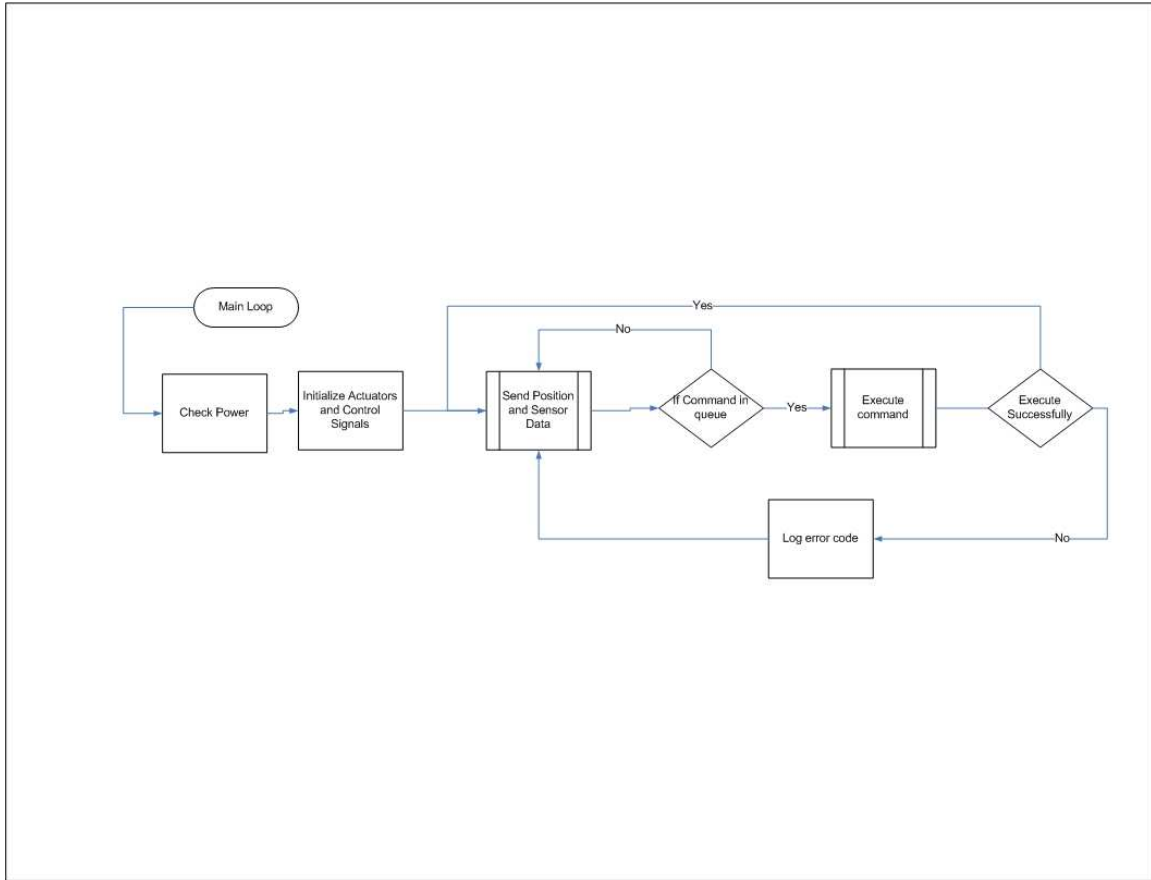 Main Loop
Yes
No
Check Power
Initialize Actuators
and Control
Signals
Send Position
and Sensor
Data
If Command in
queue
Yes
Execute
command
Execute
Successfully
Log error code
No